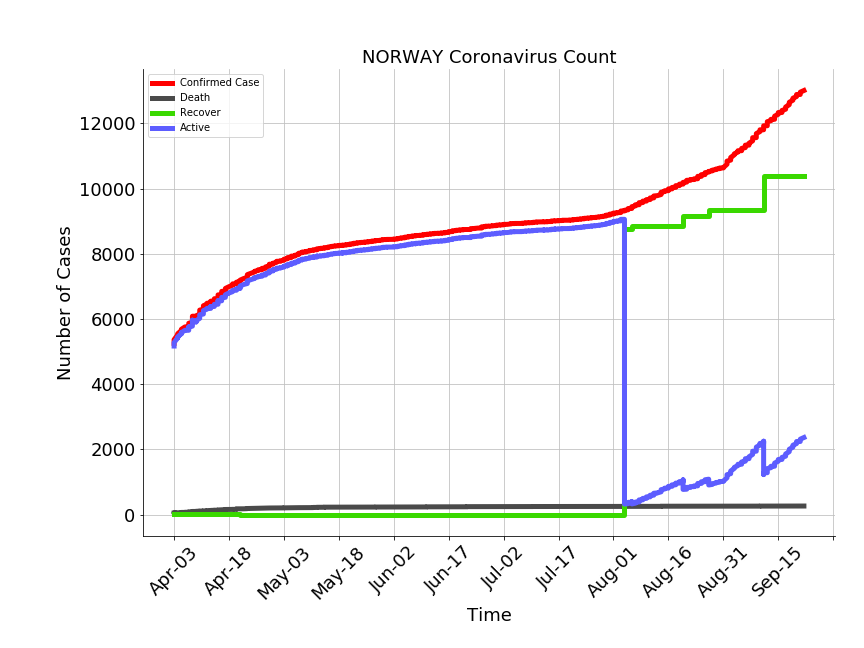 NORWAY Coronavirus Count
Confirmed Case
Death
Recover
Active
Number of Cases
12000
10000
8000
6000
4000
2000
0
Apr-03
Apr-18
May-03
May-18
Jun-02
Jun-17
Jul-02
Jul-17
Aug-01
Aug-16
Aug-31
Sep-15
Time